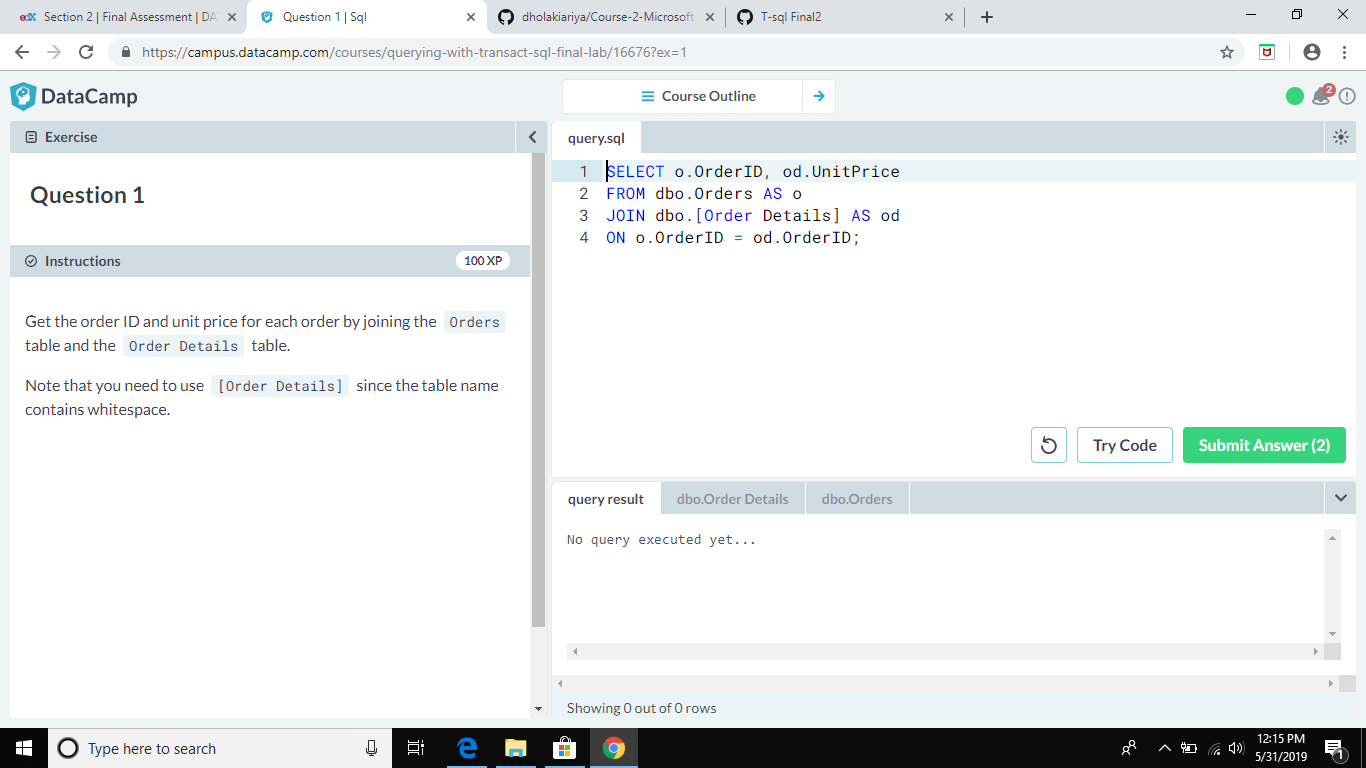 edX Section 2 | Final Assessment | DA
Question 1 | Sql
dholakiariya/Course-2-Microsoft-
T-sql Final2
https://campus.datacamp.com/courses/querying-with-transact-sql-final-lab/16676?ex=1
DataCamp
Course Outline
2
Exercise
query.sql
Question 1
Instructions
100 XP
Get the order ID and unit price for each order by joining the Orders
table and the Order Details table.
Note that you need to use [Order Details] since the table name
contains whitespace.
1 SELECT o.OrderID, od.UnitPrice
2 FROM dbo.Orders AS o
3 JOIN dbo.[Order Details] AS od
4 ON o.OrderID = od.OrderID;
Try Code
Submit Answer (2)
query result
dbo.Order Details
dbo.Orders
No query executed yet...
Showing 0 out of 0 rows
Type here to search
12:15 PM
5/31/2019
1